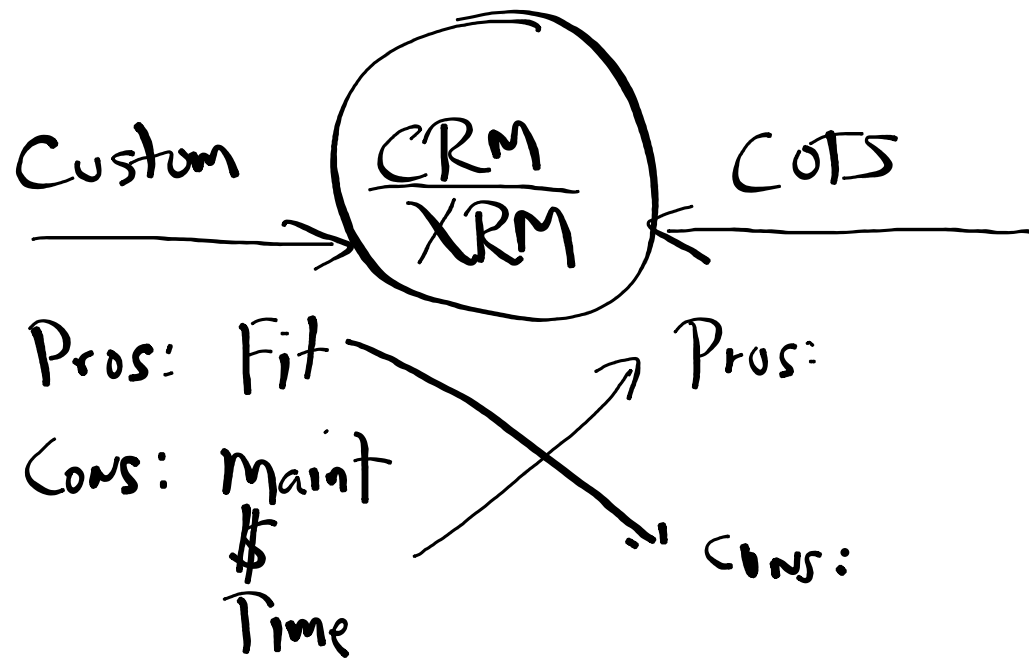 Custom
CRM
XRM
COTS
Pros: Fit
Cons: Maint
$
Time
Pros:
Cons: